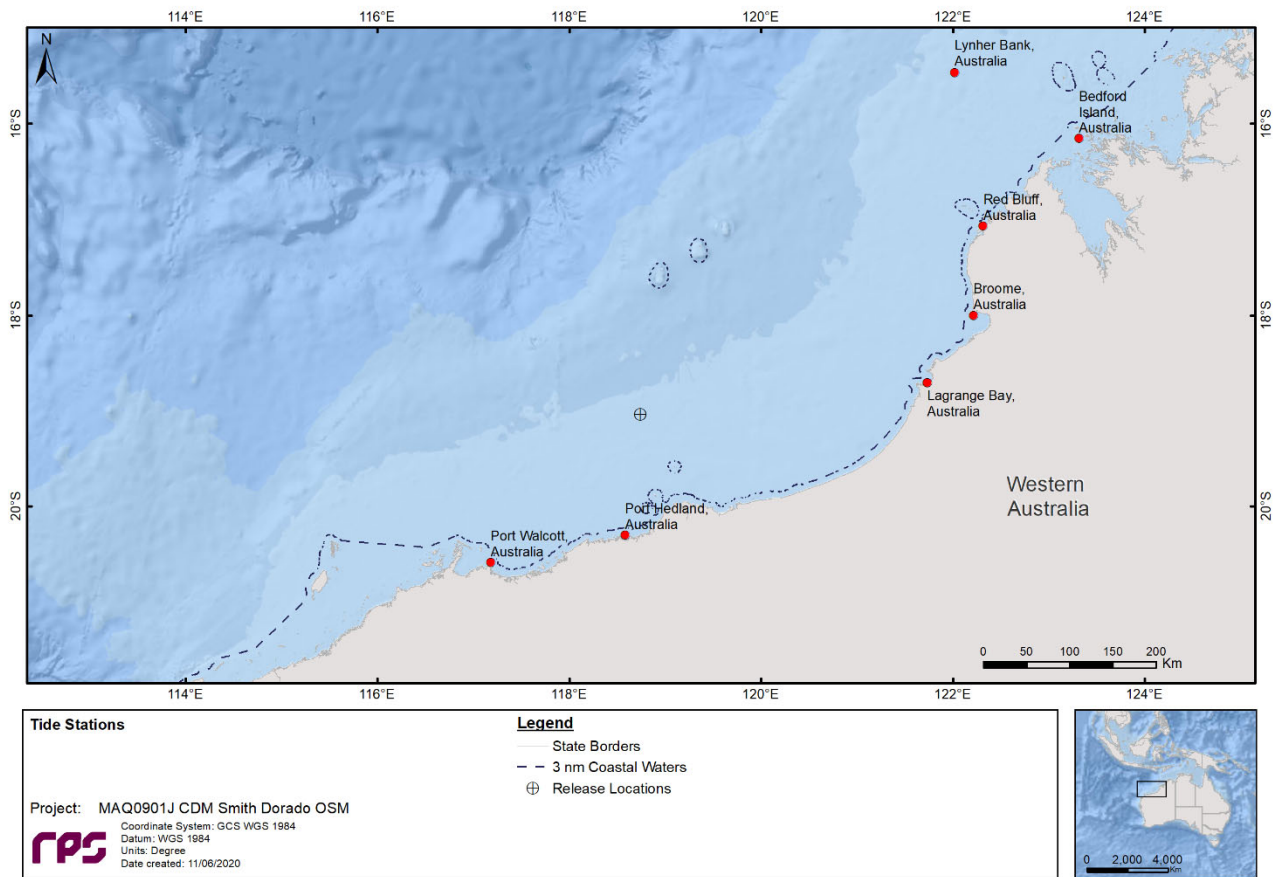 114°E
116°E
118°E
120°E
122°E
124°E
N
Lynher Bank,
Australia
Bedford
Island,
Australia
16°S
16°S
Red Bluff,
Australia
Broome,
Australia
18°S
18°S
Lagrange Bay,
Australia
Western
Australia
20°S
20°S
Port Hedland,
Australia
Port Walcott,
Australia
0 50 100 150 200
Km
114°E
116°E
118°E
120°E
122°E
124°E
Tide Stations
Legend
State Borders
3 nm Coastal Waters
Release Locations
Project: MAQ0901J CDM Smith Dorado OSM
rps
Coordinate System: GCS WGS 1984
Datum: WGS 1984
Units: Degree
Date created: 11/06/2020
0 2,000 4,000
Km